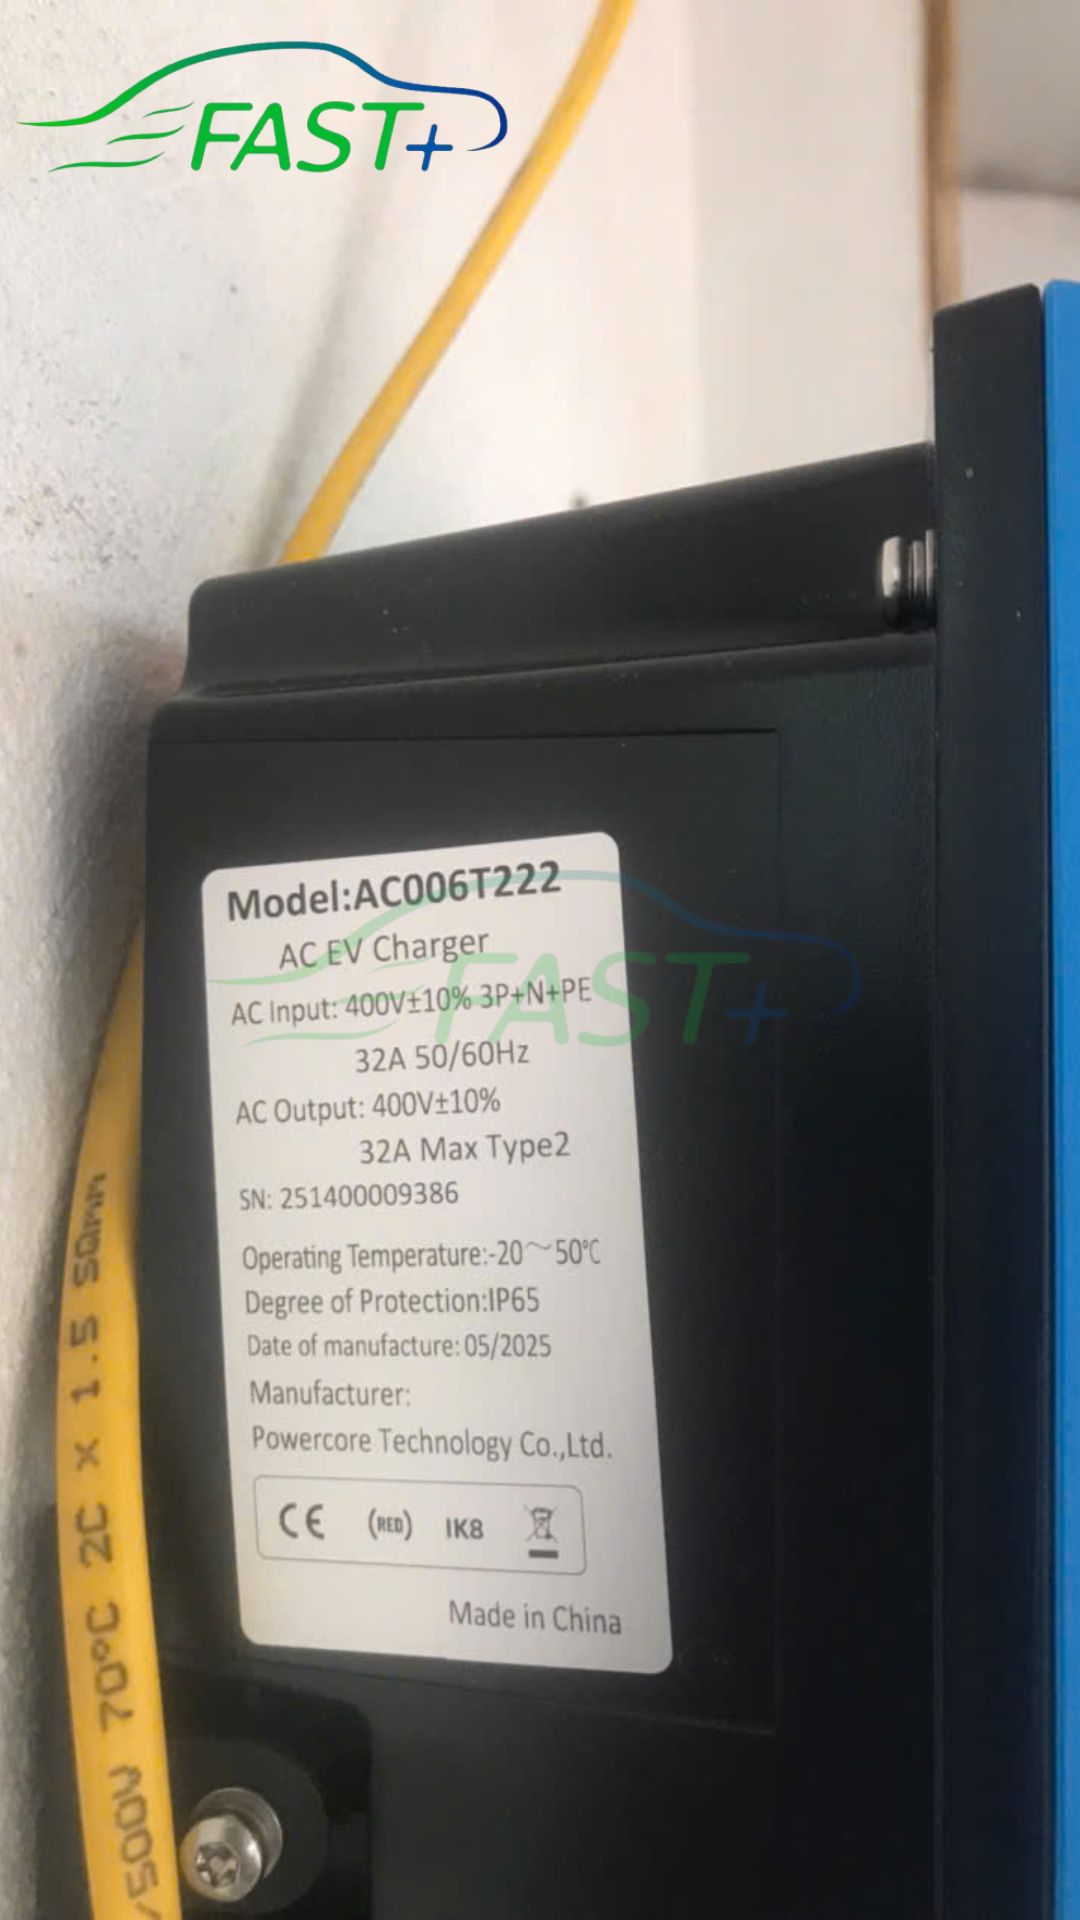 FAST+
Model:AC006T222
AC EV Charger
AC Input: 400V±10% 3P+N+PE
32A 50/60Hz
AC Output: 400V±10%
32A Max Type2
SN: 251400009386
Operating Temperature:-20～50℃
Degree of Protection:IP65
Date of manufacture: 05/2025
Manufacturer:
Powercore Technology Co.,Ltd.
CE (RED) IK8
Made in China
FAST+
/500V 70°C 2C x 1.5 SQMM